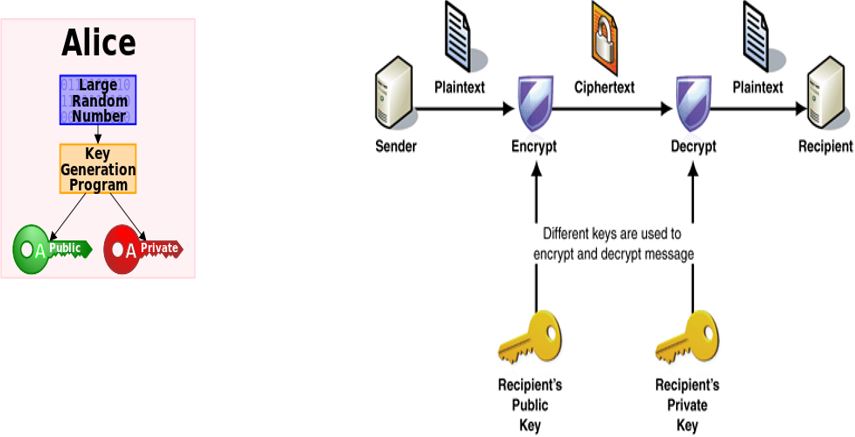 Alice
Large
Random
Number
Key
Generation
Program
A Public
A Private
Plaintext
Ciphertext
Plaintext
Sender
Encrypt
Decrypt
Recipient
Different keys are used to
encrypt and decrypt message
Recipient's
Public
Key
Recipient's
Private
Key